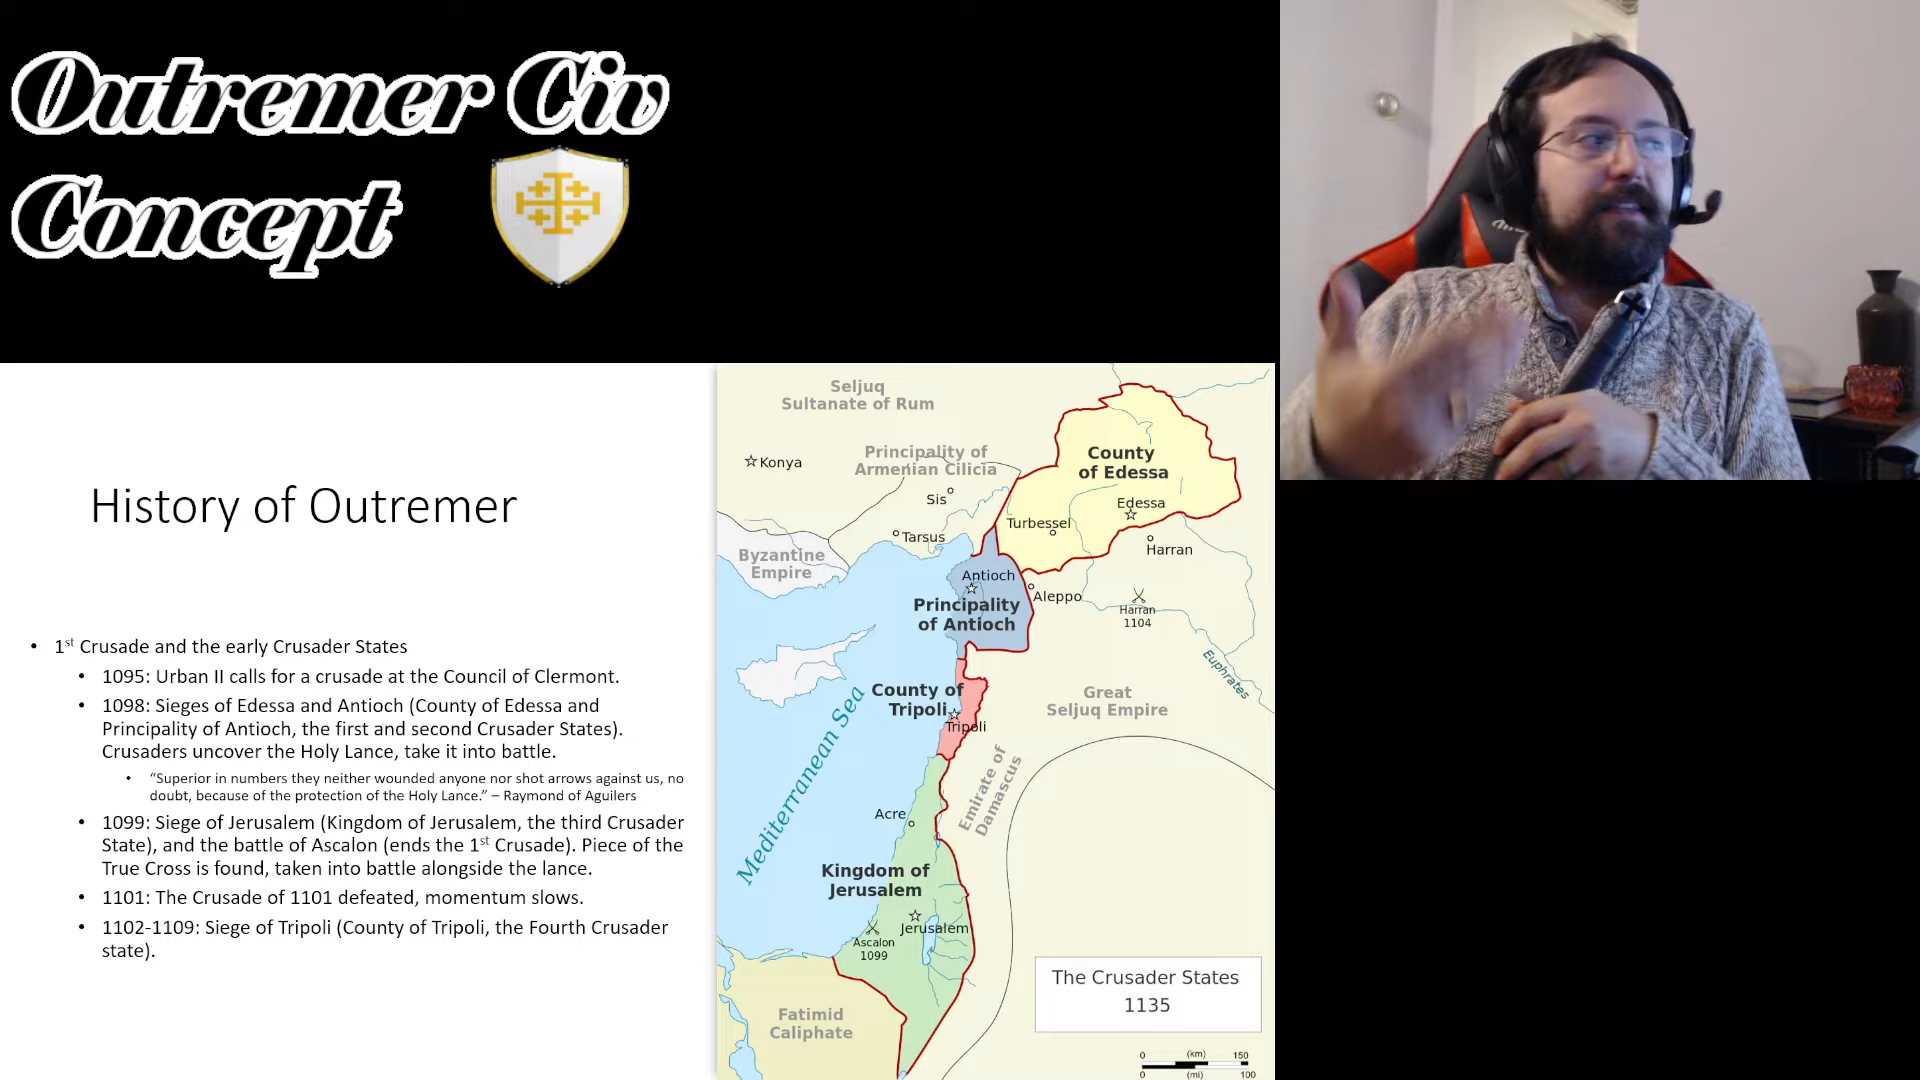 Outremer Civ
Concept
History of Outremer
• 1st Crusade and the early Crusader States
• 1095: Urban II calls for a crusade at the Council of Clermont.
• 1098: Sieges of Edessa and Antioch (County of Edessa and
Principality of Antioch, the first and second Crusader States).
Crusaders uncover the Holy Lance, take it into battle.
• “Superior in numbers they neither wounded anyone nor shot arrows against us, no
doubt, because of the protection of the Holy Lance.” – Raymond of Aguilers
• 1099: Siege of Jerusalem (Kingdom of Jerusalem, the third Crusader
State), and the battle of Ascalon (ends the 1st Crusade). Piece of the
True Cross is found, taken into battle alongside the lance.
• 1101: The Crusade of 1101 defeated, momentum slows.
• 1102-1109: Siege of Tripoli (County of Tripoli, the Fourth Crusader
state).
Seljuq
Sultanate of Rum
Konya
Principality of
Armenian Cilicia
Sis
Tarsus
Byzantine
Empire
County
of Edessa
Edessa
Turbessel
Harran
Antioch
Principality
of Antioch
Aleppo
Harran
1104
Euphrates
County of
Tripoli
Tripoli
Great
Seljuq Empire
Mediterranean Sea
Emirate of
Damascus
Acre
Kingdom of
Jerusalem
Jerusalem
Ascalon
1099
Fatimid
Caliphate
The Crusader States
1135
0 (km) 150
0 (mi) 100